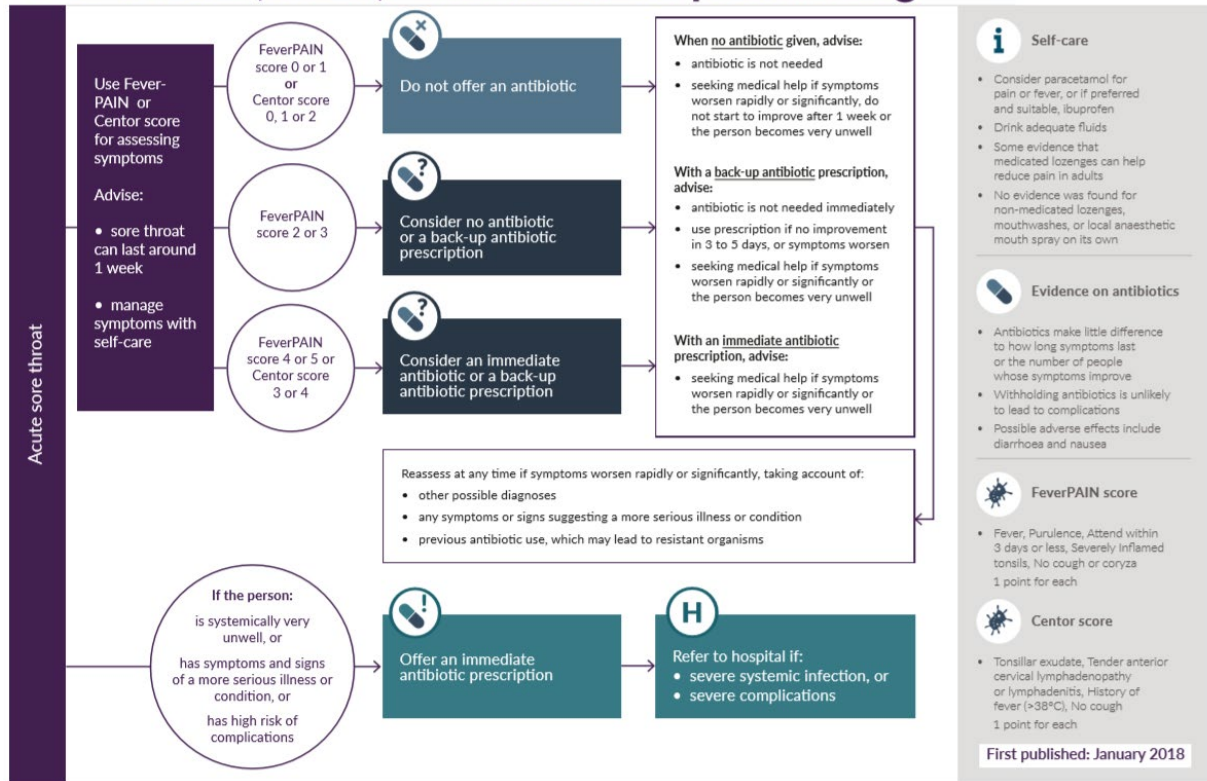 Acute sore throat
Use Fever-
PAIN or
Centor score
for assessing
symptoms
Advise:
• sore throat
can last around
1 week
• manage
symptoms with
self-care
FeverPAIN
score 0 or 1
or
Centor score
0, 1 or 2
Do not offer an antibiotic
FeverPAIN
score 2 or 3
Consider no antibiotic
or a back-up antibiotic
prescription
FeverPAIN
score 4 or 5 or
Centor score
3 or 4
Consider an immediate
antibiotic or a back-up
antibiotic prescription
When no antibiotic given, advise:
• antibiotic is not needed
• seeking medical help if symptoms
worsen rapidly or significantly, do
not start to improve after 1 week or
the person becomes very unwell
With a back-up antibiotic prescription,
advise:
• antibiotic is not needed immediately
• use prescription if no improvement
in 3 to 5 days, or symptoms worsen
• seeking medical help if symptoms
worsen rapidly or significantly or
the person becomes very unwell
With an immediate antibiotic
prescription, advise:
• seeking medical help if symptoms
worsen rapidly or significantly or
the person becomes very unwell
Reassess at any time if symptoms worsen rapidly or significantly, taking account of:
• other possible diagnoses
• any symptoms or signs suggesting a more serious illness or condition
• previous antibiotic use, which may lead to resistant organisms
If the person:
is systemically very
unwell, or
has symptoms and signs
of a more serious illness or
condition, or
has high risk of
complications
Offer an immediate
antibiotic prescription
H
Refer to hospital if:
• severe systemic infection, or
• severe complications
Self-care
• Consider paracetamol for
pain or fever, or if preferred
and suitable, ibuprofen
• Drink adequate fluids
• Some evidence that
medicated lozenges can help
reduce pain in adults
• No evidence was found for
non-medicated lozenges,
mouthwashes, or local anaesthetic
mouth spray on its own
Evidence on antibiotics
• Antibiotics make little difference
to how long symptoms last
or the number of people
whose symptoms improve
• Withholding antibiotics is unlikely
to lead to complications
• Possible adverse effects include
diarrhoea and nausea
FeverPAIN score
• Fever, Purulence, Attend within
3 days or less, Severely Inflamed
tonsils, No cough or coryza
1 point for each
Centor score
• Tonsillar exudate, Tender anterior
cervical lymphadenopathy
or lymphadenitis, History of
fever (>38°C), No cough
1 point for each
First published: January 2018